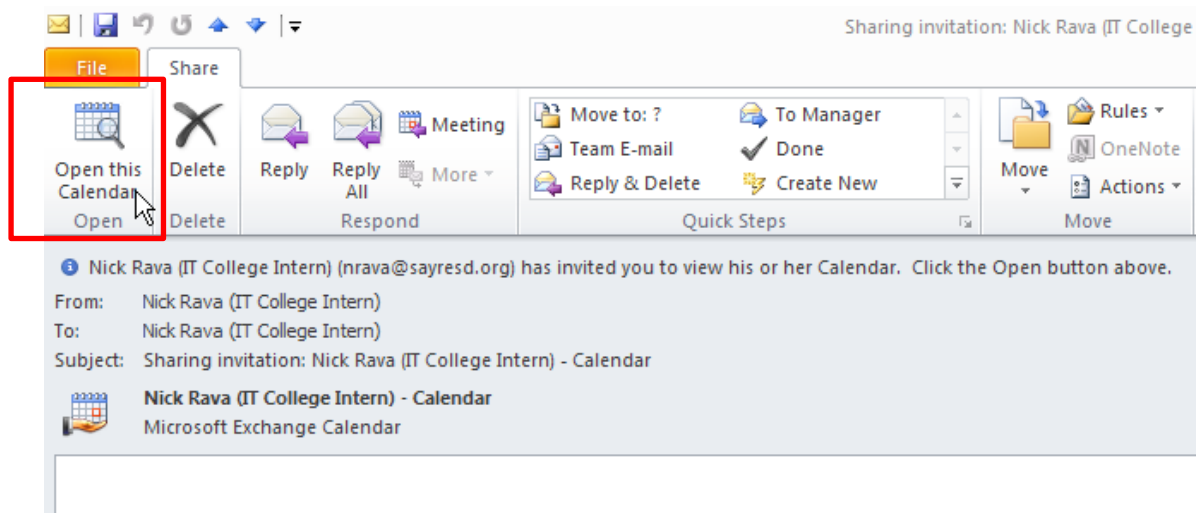 Sharing invitation: Nick Rava (IT College
File Share
Open this Calendar
Delete
Reply
Reply All
Meeting
More
Move to: ?
To Manager
Team E-mail
Done
Reply & Delete
Create New
Move
Rules
OneNote
Actions
Open Delete Respond Quick Steps Move
Nick Rava (IT College Intern) (nrava@sayresd.org) has invited you to view his or her Calendar. Click the Open button above.
From: Nick Rava (IT College Intern)
To: Nick Rava (IT College Intern)
Subject: Sharing invitation: Nick Rava (IT College Intern) - Calendar
Nick Rava (IT College Intern) - Calendar
Microsoft Exchange Calendar